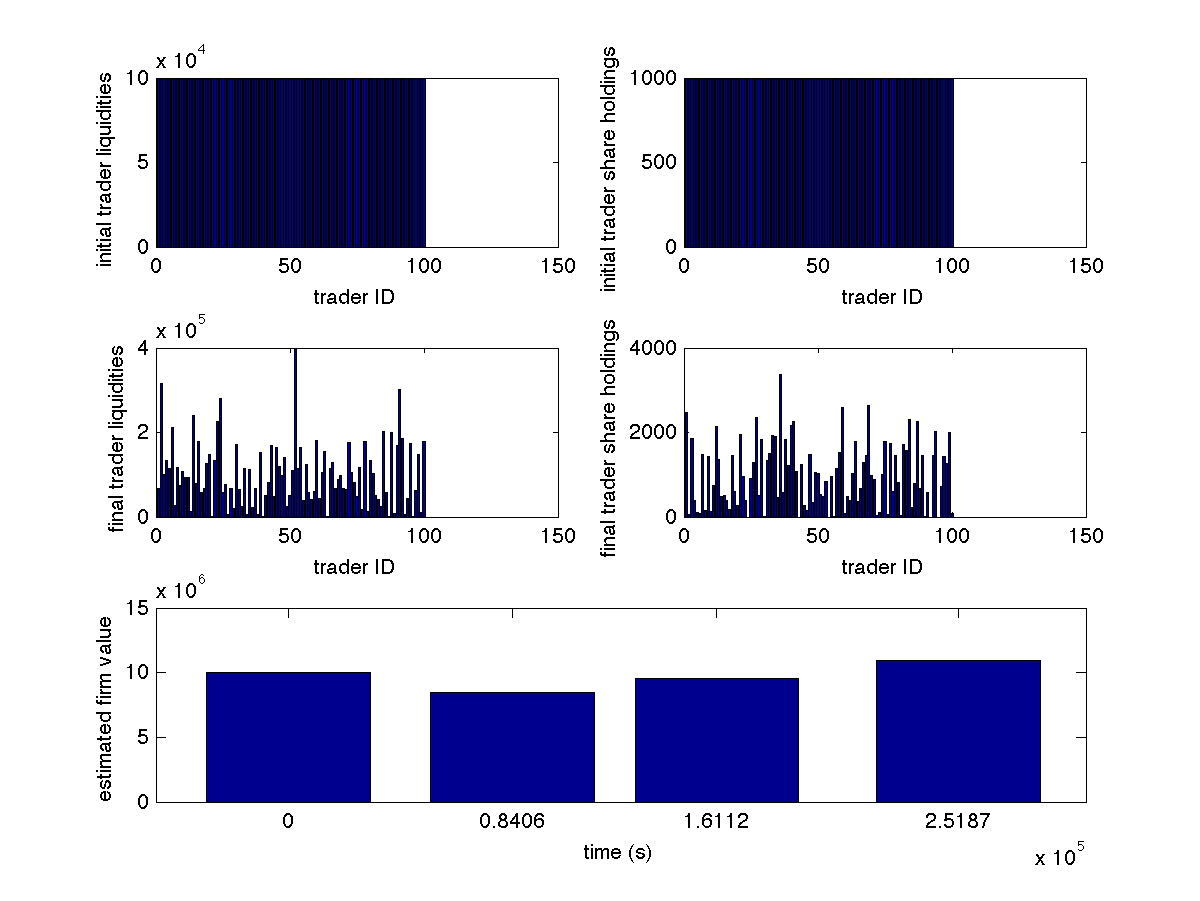 x 10^4
10
5
0
initial trader liquidities
0 50 100 150
trader ID
1000
500
0
initial trader share holdings
0 50 100 150
trader ID
x 10^5
4
2
0
final trader liquidities
0 50 100 150
trader ID
4000
2000
0
final trader share holdings
0 50 100 150
trader ID
x 10^6
15
10
5
0
estimated firm value
0 0.8406 1.6112 2.5187
time (s)
x 10^5